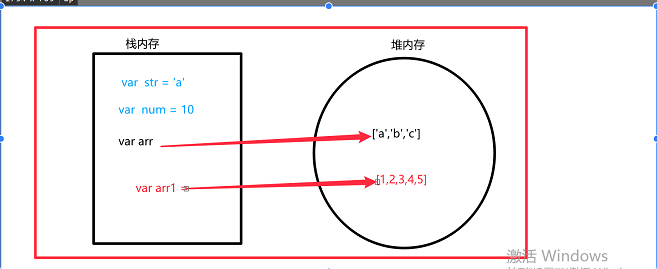 栈内存
堆内存
var str = 'a'
var num = 10
var arr
['a','b','c']
var arr1 =
[1,2,3,4,5]
激活 Windows